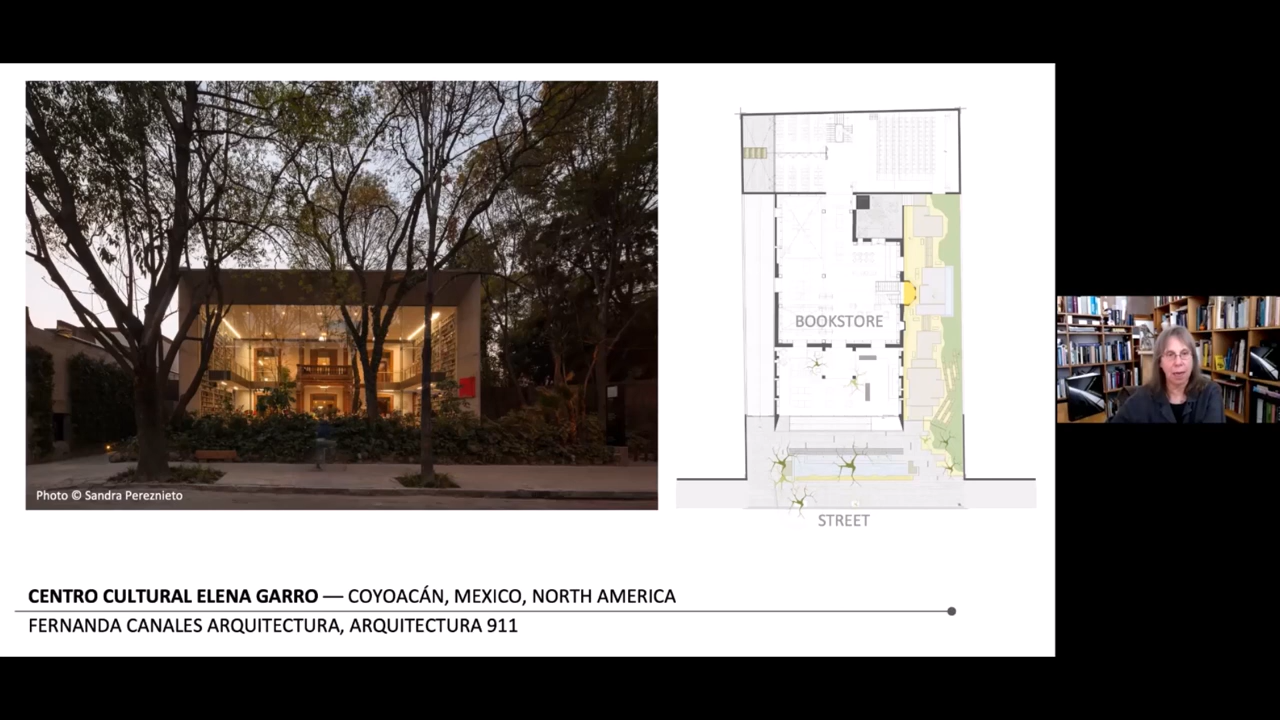 Photo © Sandra Pereznieto
BOOKSTORE
STREET
CENTRO CULTURAL ELENA GARRO — COYOACÁN, MEXICO, NORTH AMERICA
FERNANDA CANALES ARQUITECTURA, ARQUITECTURA 911